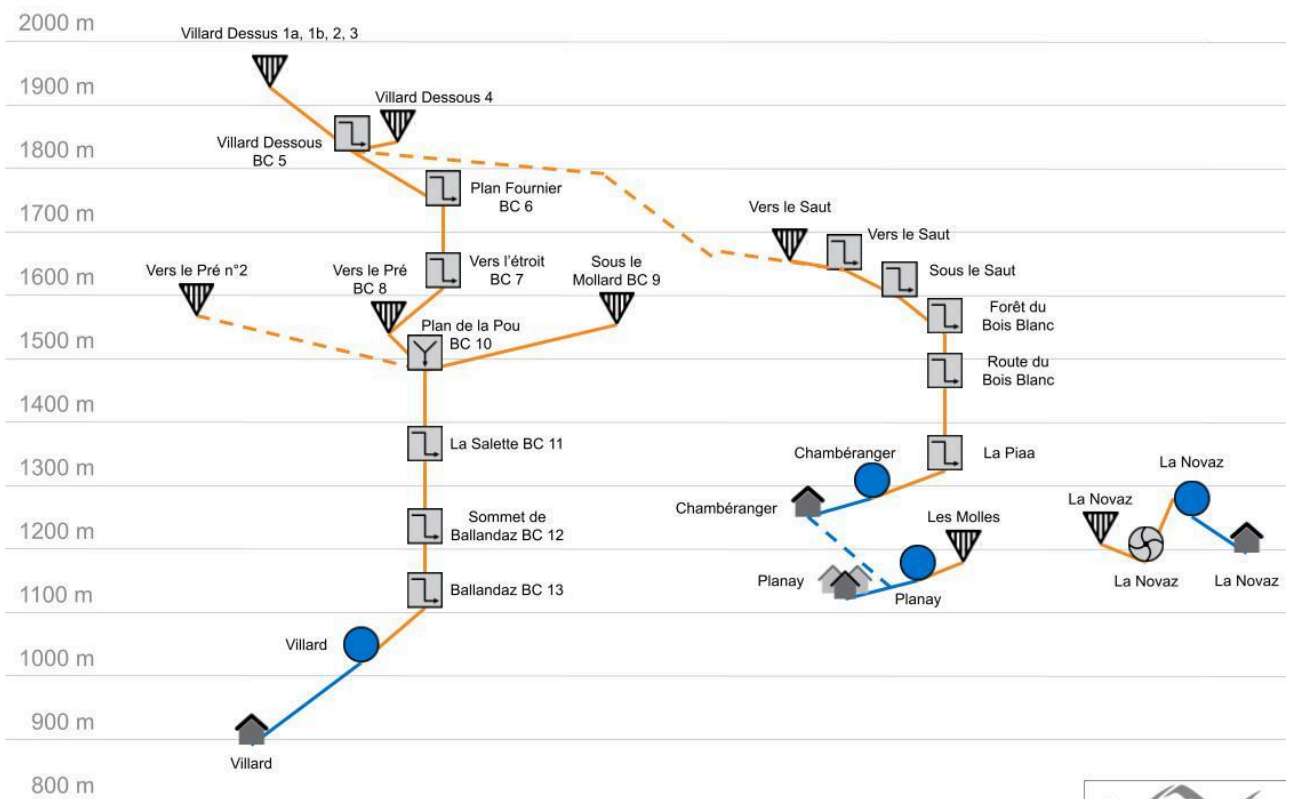 2000 m
Villard Dessus 1a, 1b, 2, 3
1900 m
Villard Dessous 4
Villard Dessous
BC 5
1800 m
Plan Fournier
BC 6
1700 m
Vers le Saut
Vers le Saut
Vers le Pré n°2
Vers le Pré
BC 8
Vers l'étroit
BC 7
Sous le
Mollard BC 9
Sous le Saut
1600 m
Forêt du
Bois Blanc
Plan de la Pou
BC 10
1500 m
Route du
Bois Blanc
1400 m
La Salette BC 11
Chambéranger
La Piaa
La Novaz
1300 m
Chambéranger
La Novaz
Sommet de
Ballandaz BC 12
Les Molles
1200 m
Planay
La Novaz
La Novaz
Ballandaz BC 13
Planay
1100 m
Villard
1000 m
900 m
Villard
800 m